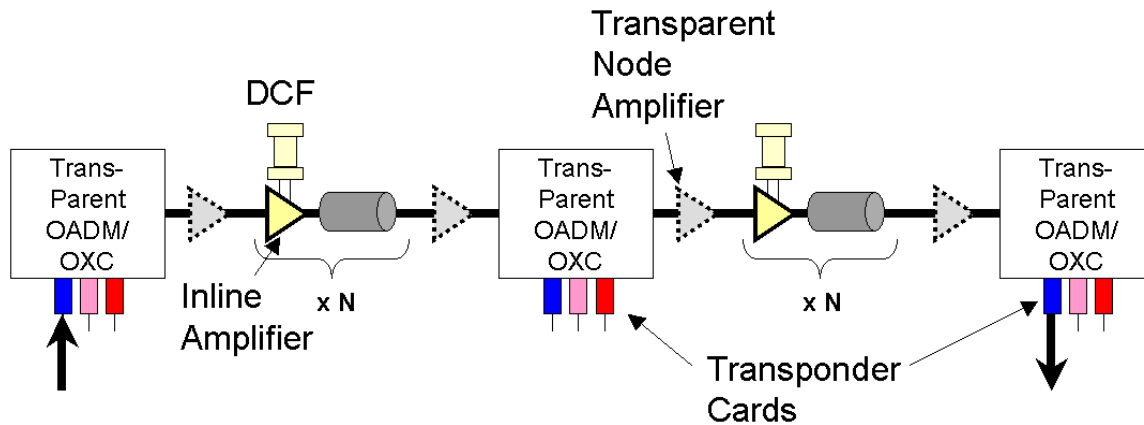 Transparent
Node
Amplifier
DCF
Trans-
Parent
OADM/
OXC
Trans-
Parent
OADM/
OXC
Trans-
Parent
OADM/
OXC
Inline
Amplifier
x N
x N
Transponder
Cards